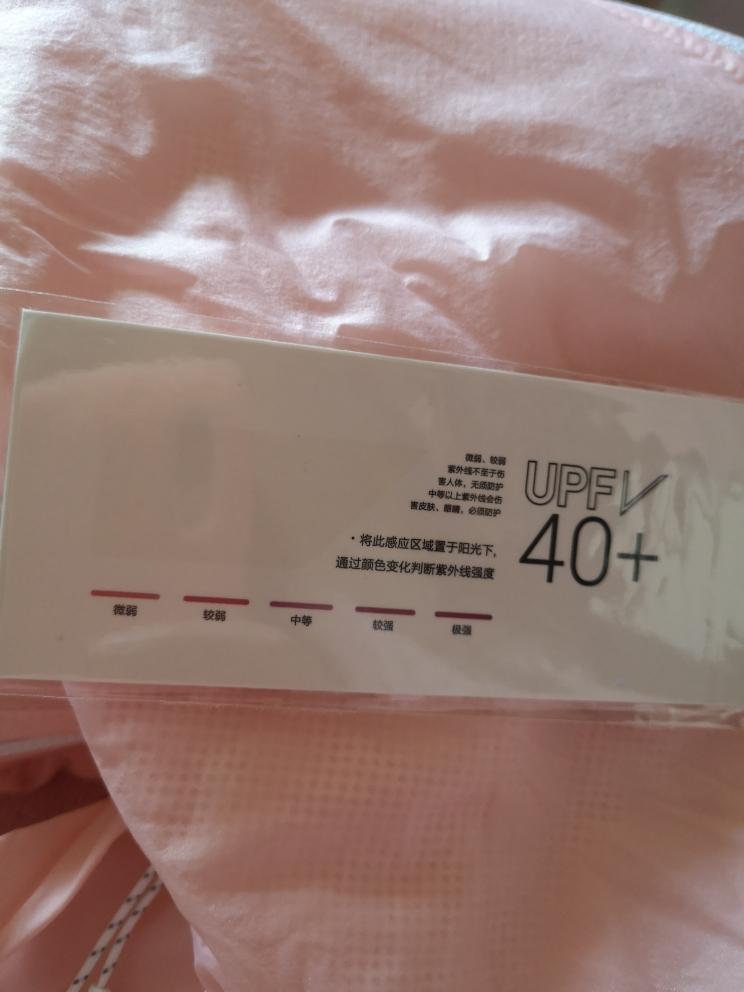 微弱、较弱
紫外线不至于伤
害人体，无须防护
中等以上紫外线会伤
害皮肤、眼睛，必须防护
UPF
40+
·将此感应区域置于阳光下,
通过颜色变化判断紫外线强度
微弱
较弱
中等
较强
极强